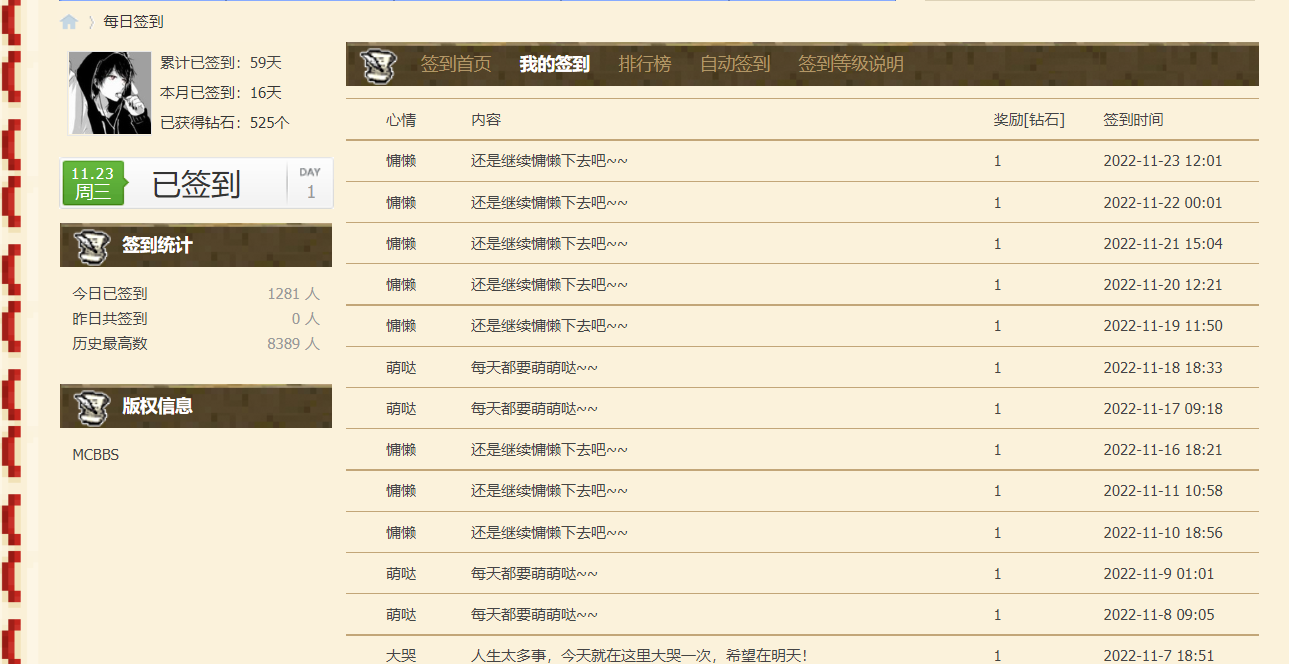 〉 每日签到
累计已签到：59天
本月已签到：16天
已获得钻石：525个
11.23
周三
已签到
DAY
1
签到统计
今日已签到 1281 人
昨日共签到 0 人
历史最高数 8389 人
版权信息
MCBBS
签到首页 我的签到 排行榜 自动签到 签到等级说明
心情 内容 奖励[钻石] 签到时间
慵懒 还是继续慵懒下去吧~~ 1 2022-11-23 12:01
慵懒 还是继续慵懒下去吧~~ 1 2022-11-22 00:01
慵懒 还是继续慵懒下去吧~~ 1 2022-11-21 15:04
慵懒 还是继续慵懒下去吧~~ 1 2022-11-20 12:21
慵懒 还是继续慵懒下去吧~~ 1 2022-11-19 11:50
萌哒 每天都要萌萌哒~~ 1 2022-11-18 18:33
萌哒 每天都要萌萌哒~~ 1 2022-11-17 09:18
慵懒 还是继续慵懒下去吧~~ 1 2022-11-16 18:21
慵懒 还是继续慵懒下去吧~~ 1 2022-11-11 10:58
慵懒 还是继续慵懒下去吧~~ 1 2022-11-10 18:56
萌哒 每天都要萌萌哒~~ 1 2022-11-9 01:01
萌哒 每天都要萌萌哒~~ 1 2022-11-8 09:05
大哭 人生太多事，今天就在这里大哭一次，希望在明天！ 1 2022-11-7 18:51